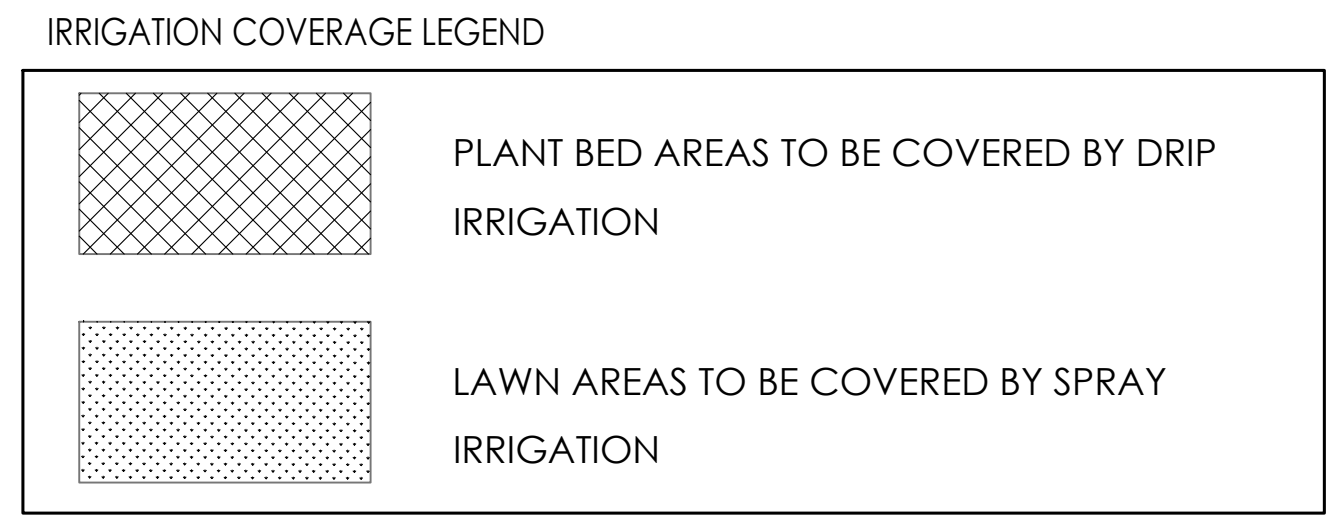 IRRIGATION COVERAGE LEGEND
PLANT BED AREAS TO BE COVERED BY DRIP
IRRIGATION
LAWN AREAS TO BE COVERED BY SPRAY
IRRIGATION